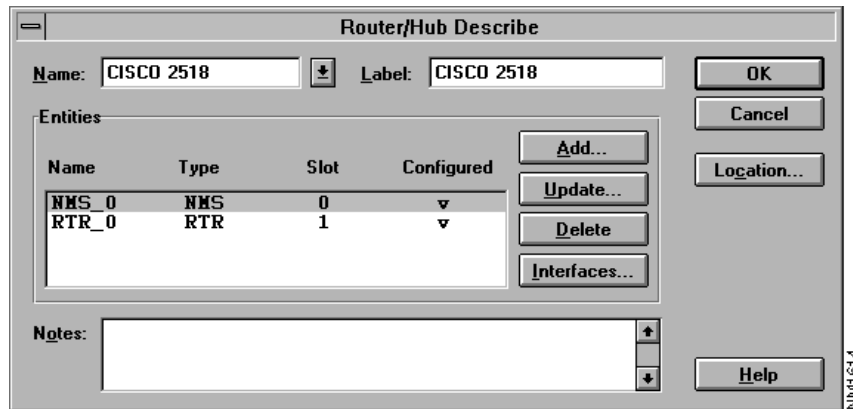 Router/Hub Describe
Name: CISCO 2518 Label: CISCO 2518
OK
Cancel
Location...
Entities
Name Type Slot Configured
NMS_0 NMS 0
RTR_0 RTR 1
Add...
Update...
Delete
Interfaces...
Notes:
Help